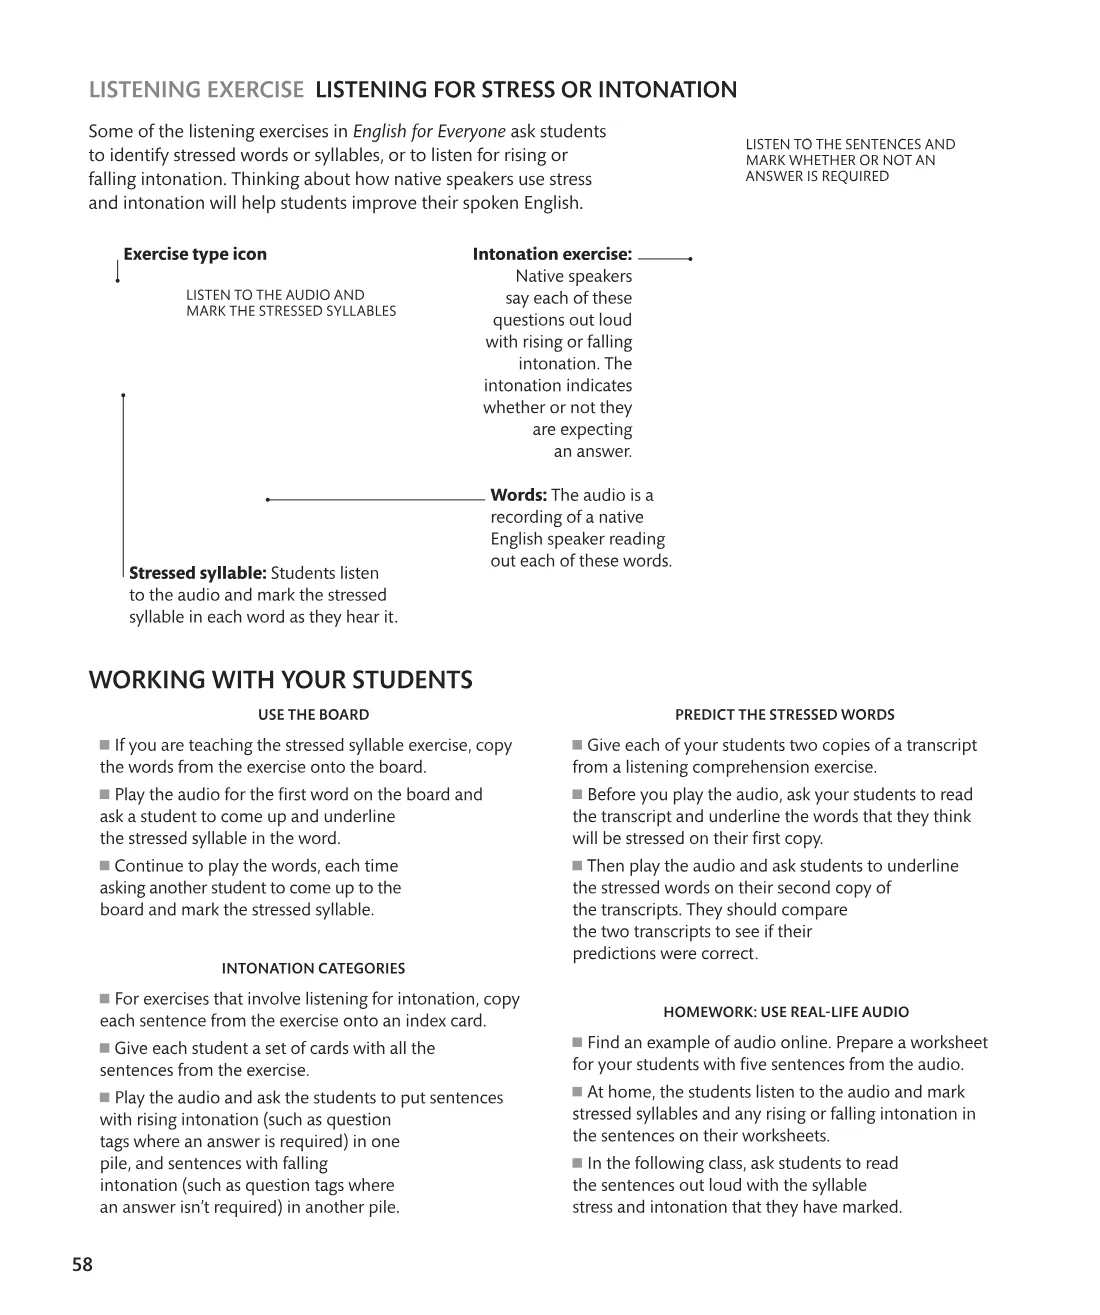 LISTENING EXERCISE LISTENING FOR STRESS OR INTONATION
Some of the listening exercises in English for Everyone ask students
to identify stressed words or syllables, or to listen for rising or
falling intonation. Thinking about how native speakers use stress
and intonation will help students improve their spoken English.
LISTEN TO THE SENTENCES AND
MARK WHETHER OR NOT AN
ANSWER IS REQUIRED
Exercise type icon
LISTEN TO THE AUDIO AND
MARK THE STRESSED SYLLABLES
Intonation exercise:
Native speakers
say each of these
questions out loud
with rising or falling
intonation. The
intonation indicates
whether or not they
are expecting
an answer.
Words: The audio is a
recording of a native
English speaker reading
out each of these words.
Stressed syllable: Students listen
to the audio and mark the stressed
syllable in each word as they hear it.
WORKING WITH YOUR STUDENTS
USE THE BOARD
■ If you are teaching the stressed syllable exercise, copy
the words from the exercise onto the board.
■ Play the audio for the first word on the board and
ask a student to come up and underline
the stressed syllable in the word.
■ Continue to play the words, each time
asking another student to come up to the
board and mark the stressed syllable.
INTONATION CATEGORIES
■ For exercises that involve listening for intonation, copy
each sentence from the exercise onto an index card.
■ Give each student a set of cards with all the
sentences from the exercise.
■ Play the audio and ask the students to put sentences
with rising intonation (such as question
tags where an answer is required) in one
pile, and sentences with falling
intonation (such as question tags where
an answer isn't required) in another pile.
PREDICT THE STRESSED WORDS
■ Give each of your students two copies of a transcript
from a listening comprehension exercise.
■ Before you play the audio, ask your students to read
the transcript and underline the words that they think
will be stressed on their first copy.
■ Then play the audio and ask students to underline
the stressed words on their second copy of
the transcripts. They should compare
the two transcripts to see if their
predictions were correct.
HOMEWORK: USE REAL-LIFE AUDIO
■ Find an example of audio online. Prepare a worksheet
for your students with five sentences from the audio.
■ At home, the students listen to the audio and mark
stressed syllables and any rising or falling intonation in
the sentences on their worksheets.
■ In the following class, ask students to read
the sentences out loud with the syllable
stress and intonation that they have marked.
58